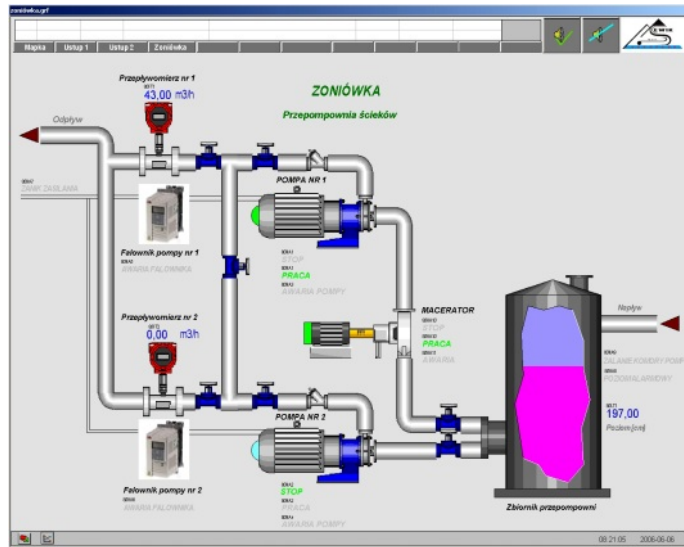 zoniówka.grf
Mapka Ustup 1 Ustup 2 Zoniówka
ZONIÓWKA
Przepompownia ścieków
Przepływomierz nr 1
43,00 m3/h
Odpływ
ZANIK ZASILANIA
POMPA NR 1
Falownik pompy nr 1
AWARIA FALOWNIKA
STOP
PRACA
AWARIA POMPY
Przepływomierz nr 2
0,00 m3/h
MACERATOR
STOP
PRACA
AWARIA
Napływ
ZALANIE KOMORY POMP
POZIOM ALARMOWY
197,00
Poziom [cm]
POMPA NR 2
Falownik pompy nr 2
AWARIA FALOWNIKA
STOP
PRACA
AWARIA POMPY
Zbiornik przepompowni
08:21:05 2006-06-06